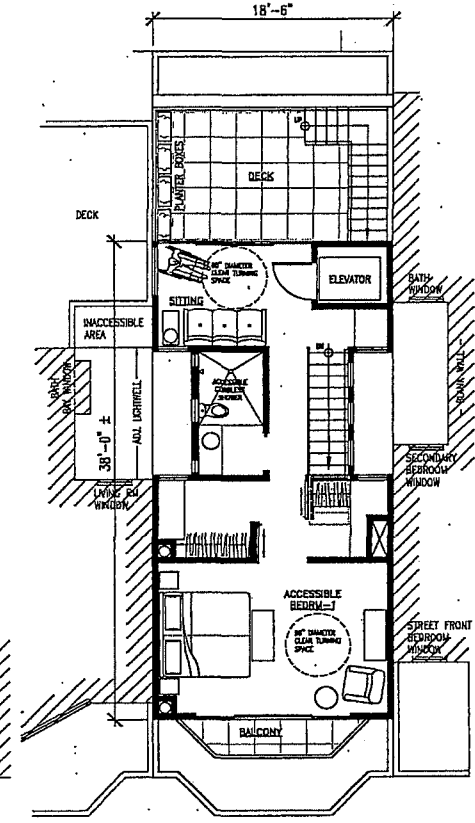 18'-6"
UP
PLANTER BOXES
DECK
DECK
60" DIAMETER
CLEAR TURNING
SPACE
ELEVATOR
BATH
WINDOW
SITTING
INACCESSIBLE
AREA
DN
BATH
BAY WINDOW
38'-0" ±
ADJ. LIGHTWELL
ACCESSIBLE
CURBLESS
SHOWER
BLANK WALL
SECONDARY
BEDROOM
WINDOW
LIVING RM
WINDOW
ACCESSIBLE
BEDRM-1
60" DIAMETER
CLEAR TURNING
SPACE
STREET FRONT
BEDROOM
WINDOW
BALCONY